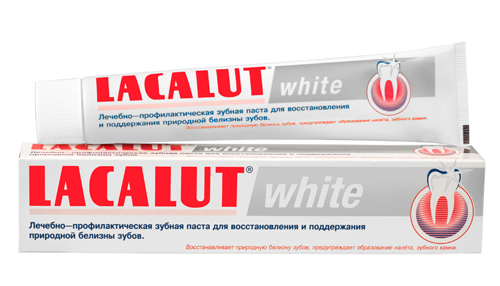 LACALUT® white
Лечебно—профилактическая зубная паста для восстановления
и поддержания природной белизны зубов.
Восстанавливает природную белизну зубов, предупреждает образование налёта, зубного камня.
LACALUT® white
Лечебно—профилактическая зубная паста для восстановления и поддержания
природной белизны зубов.
Восстанавливает природную белизну зубов, предупреждает образование налёта, зубного камня.